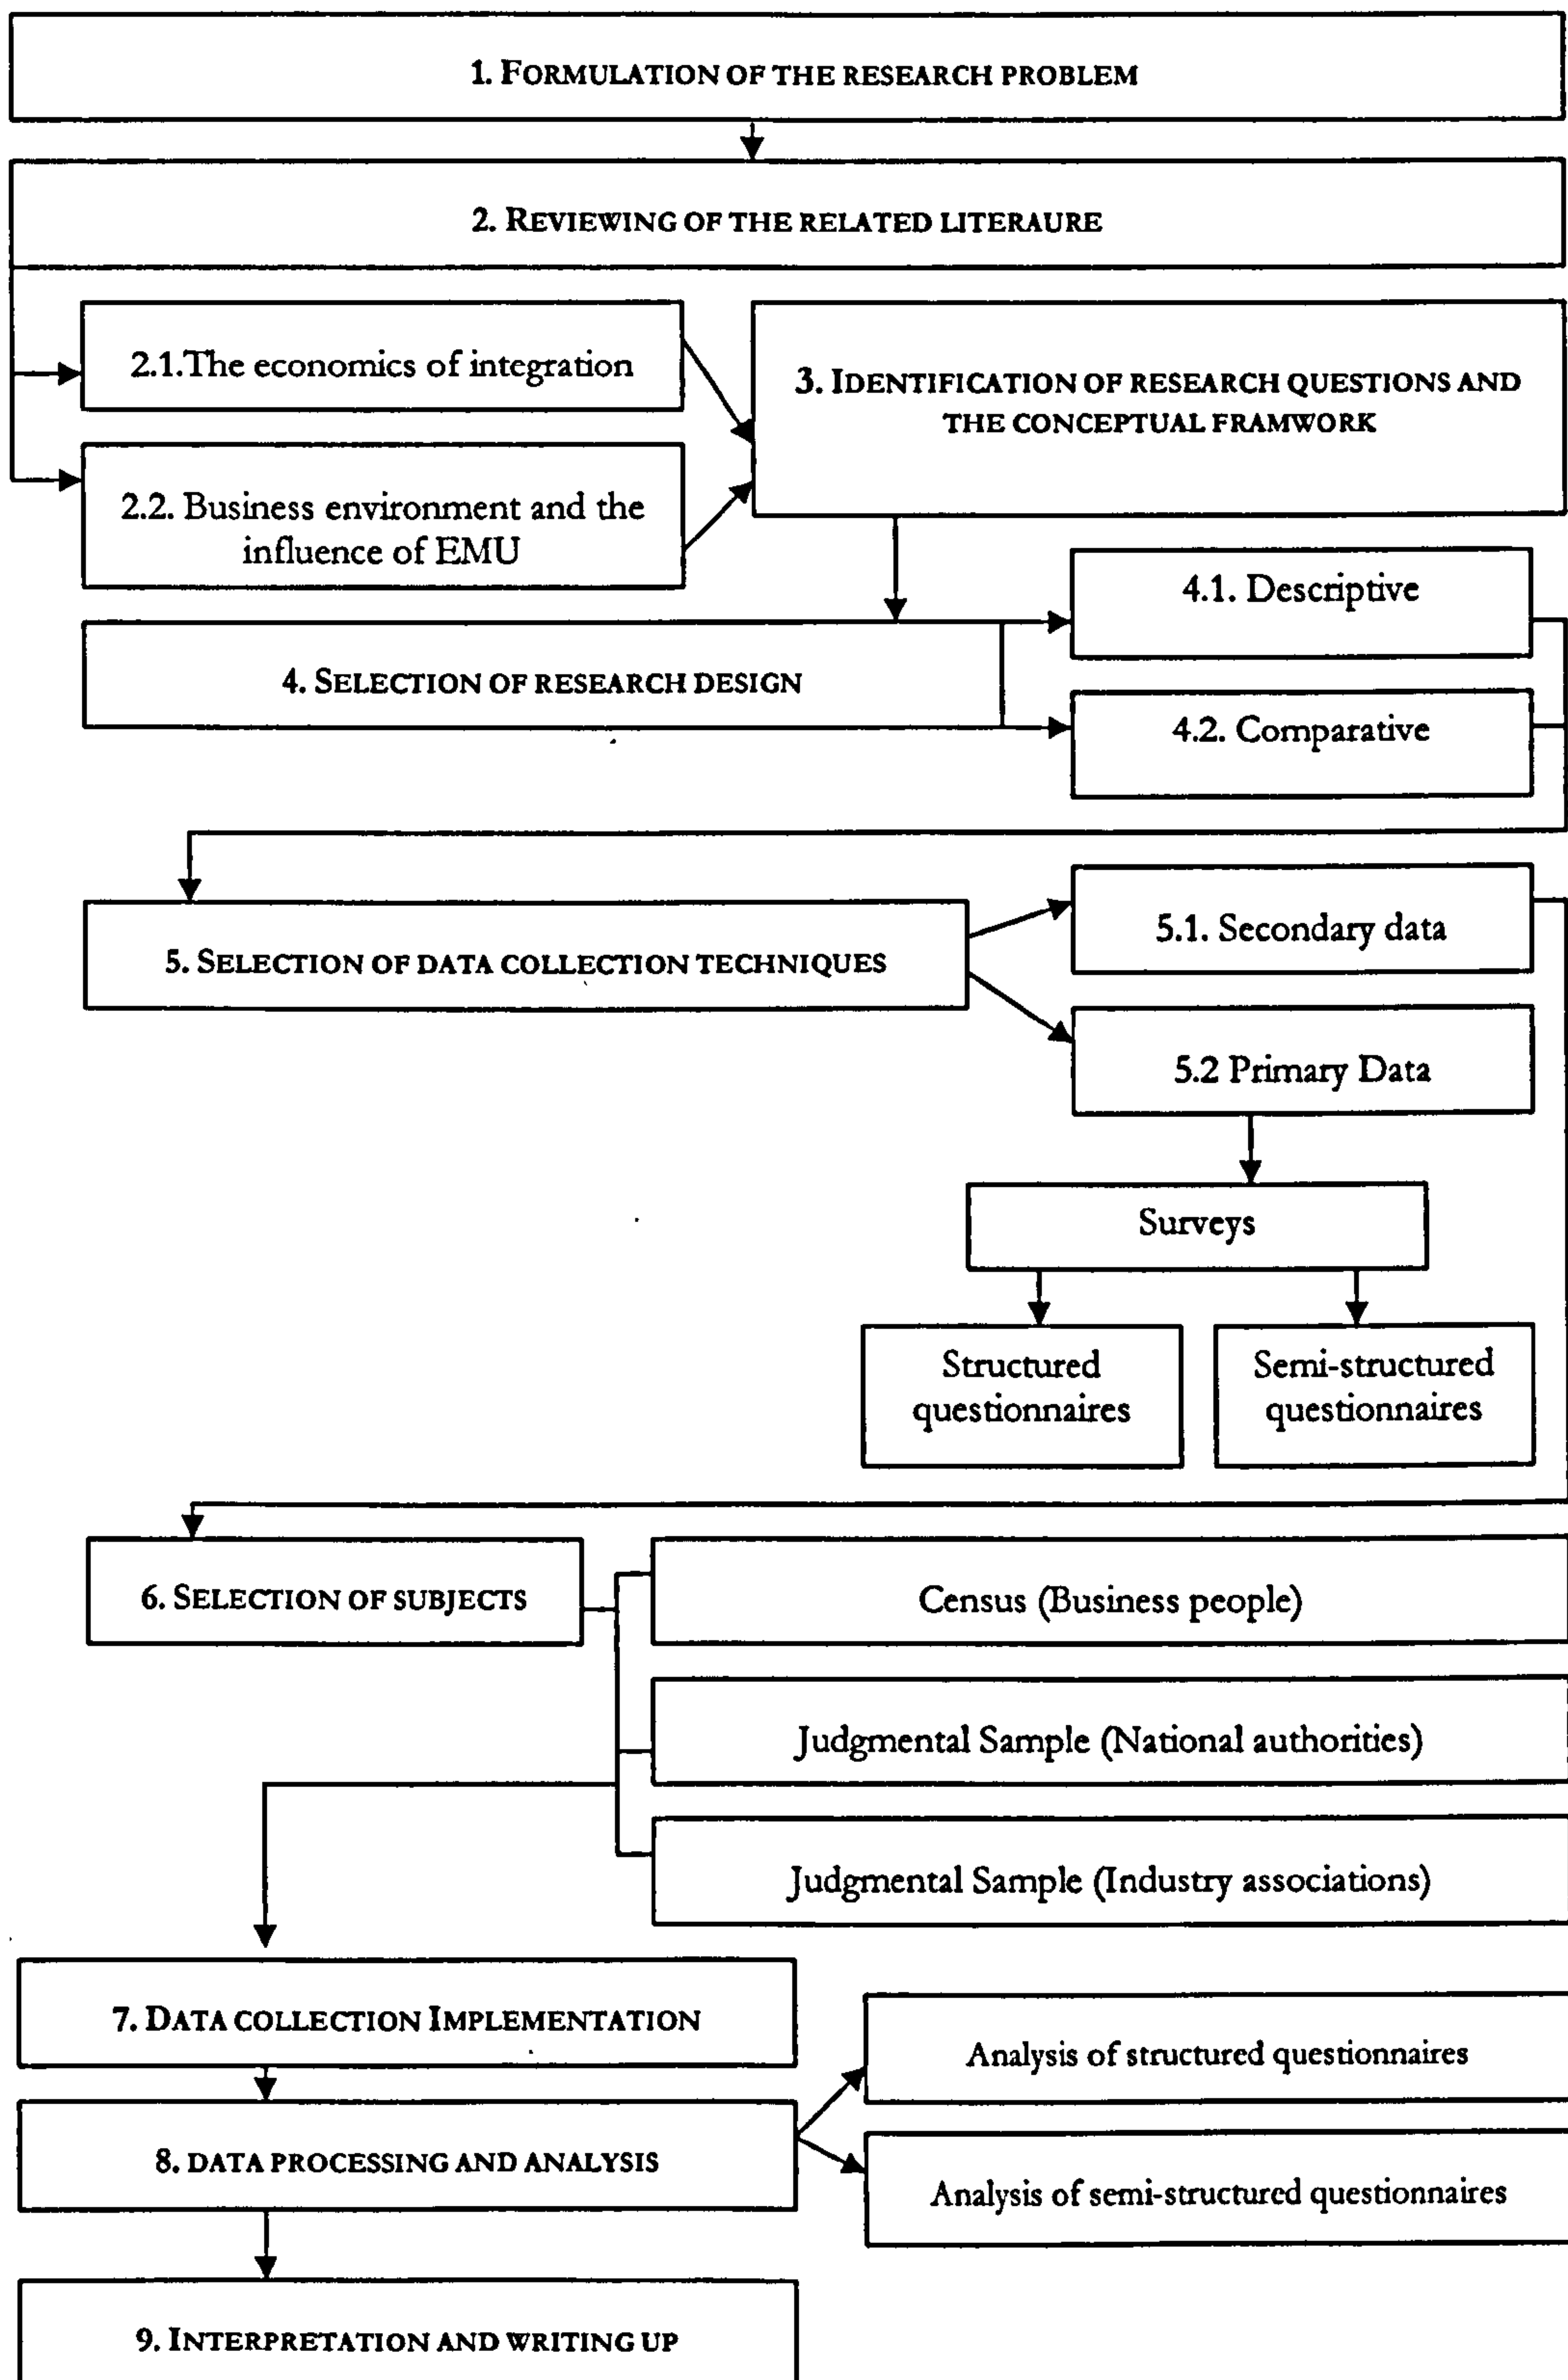 1. FORMULATION OF THE RESEARCH PROBLEM
2. REVIEWING OF THE RELATED LITERAURE
2.1.The economics of integration
3. IDENTIFICATION OF RESEARCH QUESTIONS AND
THE CONCEPTUAL FRAMWORK
2.2. Business environment and the
influence of EMU
4.1. Descriptive
4. SELECTION OF RESEARCH DESIGN
4.2. Comparative
5.1. Secondary data
5. SELECTION OF DATA COLLECTION TECHNIQUES
5.2 Primary Data
Surveys
Structured
questionnaires
Semi-structured
questionnaires
6. SELECTION OF SUBJECTS
Census (Business people)
Judgmental Sample (National authorities)
Judgmental Sample (Industry associations)
7. DATA COLLECTION IMPLEMENTATION
Analysis of structured questionnaires
8. DATA PROCESSING AND ANALYSIS
Analysis of semi-structured questionnaires
9. INTERPRETATION AND WRITING UP